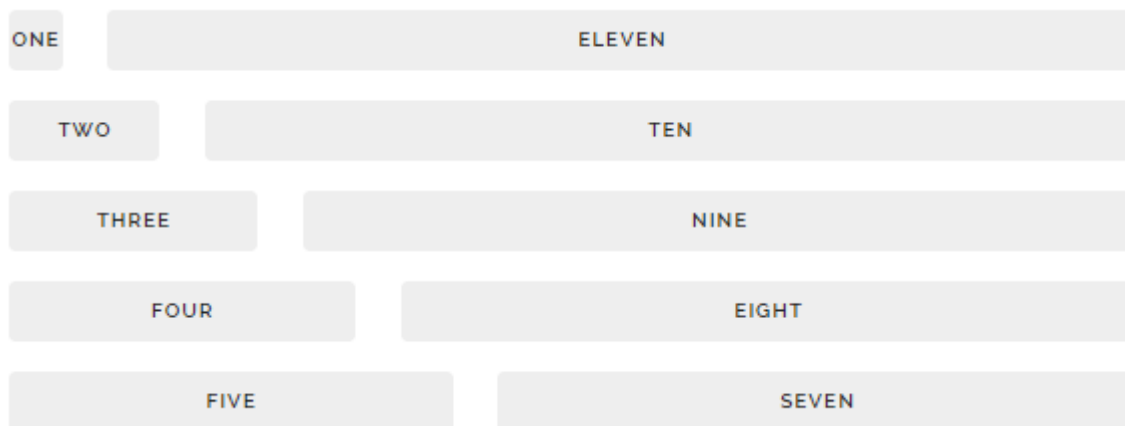 ONE ELEVEN
TWO TEN
THREE NINE
FOUR EIGHT
FIVE SEVEN